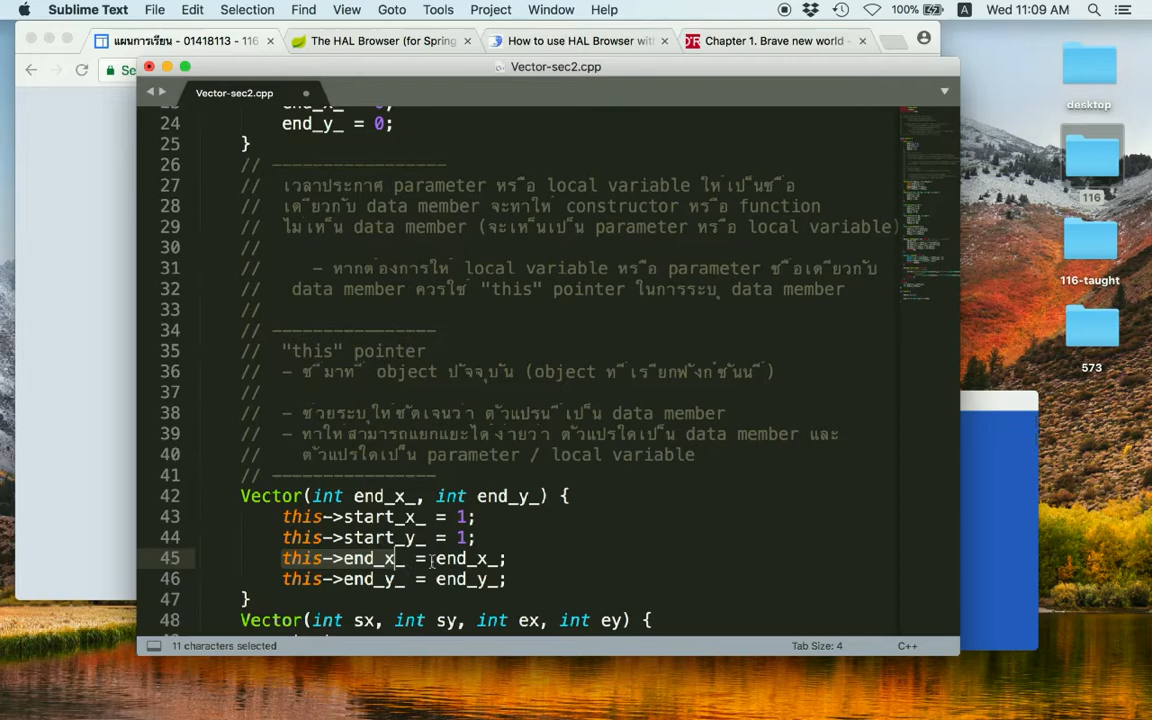 Sublime Text File Edit Selection Find View Goto Tools Project Window Help 100% A Wed 11:09 AM
แผนการเรียน - 01418113 - 116 × The HAL Browser (for Spring × How to use HAL Browser with × Chapter 1. Brave new world - ×
Se
Vector-sec2.cpp
Vector-sec2.cpp
24 end_y_ = 0;
25 }
26 // -----------------
27 // เวลาประกาศ parameter หรือ local variable ให้เป็นชื่อ
28 // เดียวกับ data member จะทำให้ constructor หรือ function
29 // ไม่เห็น data member (จะเห็นเป็น parameter หรือ local variable)
30 //
31 // - หากต้องการให้ local variable หรือ parameter ชื่อเดียวกับ
32 // data member ควรใช้ "this" pointer ในการระบุ data member
33 //
34 // ----------------
35 // "this" pointer
36 // - ชี้มาที่ object ปัจจุบัน (object ที่เรียกฟังก์ชันนี้)
37 //
38 // - ช่วยระบุให้ชัดเจนว่า ตัวแปรนี้เป็น data member
39 // - ทำให้สามารถแยกแยะได้ง่ายว่า ตัวแปรใดเป็น data member และ
40 // ตัวแปรใดเป็น parameter / local variable
41 // ----------------
42 Vector(int end_x_, int end_y_) {
43 this->start_x_ = 1;
44 this->start_y_ = 1;
45 this->end_x_ = end_x_;
46 this->end_y_ = end_y_;
47 }
48 Vector(int sx, int sy, int ex, int ey) {
11 characters selected Tab Size: 4 C++
desktop
116
116-taught
573